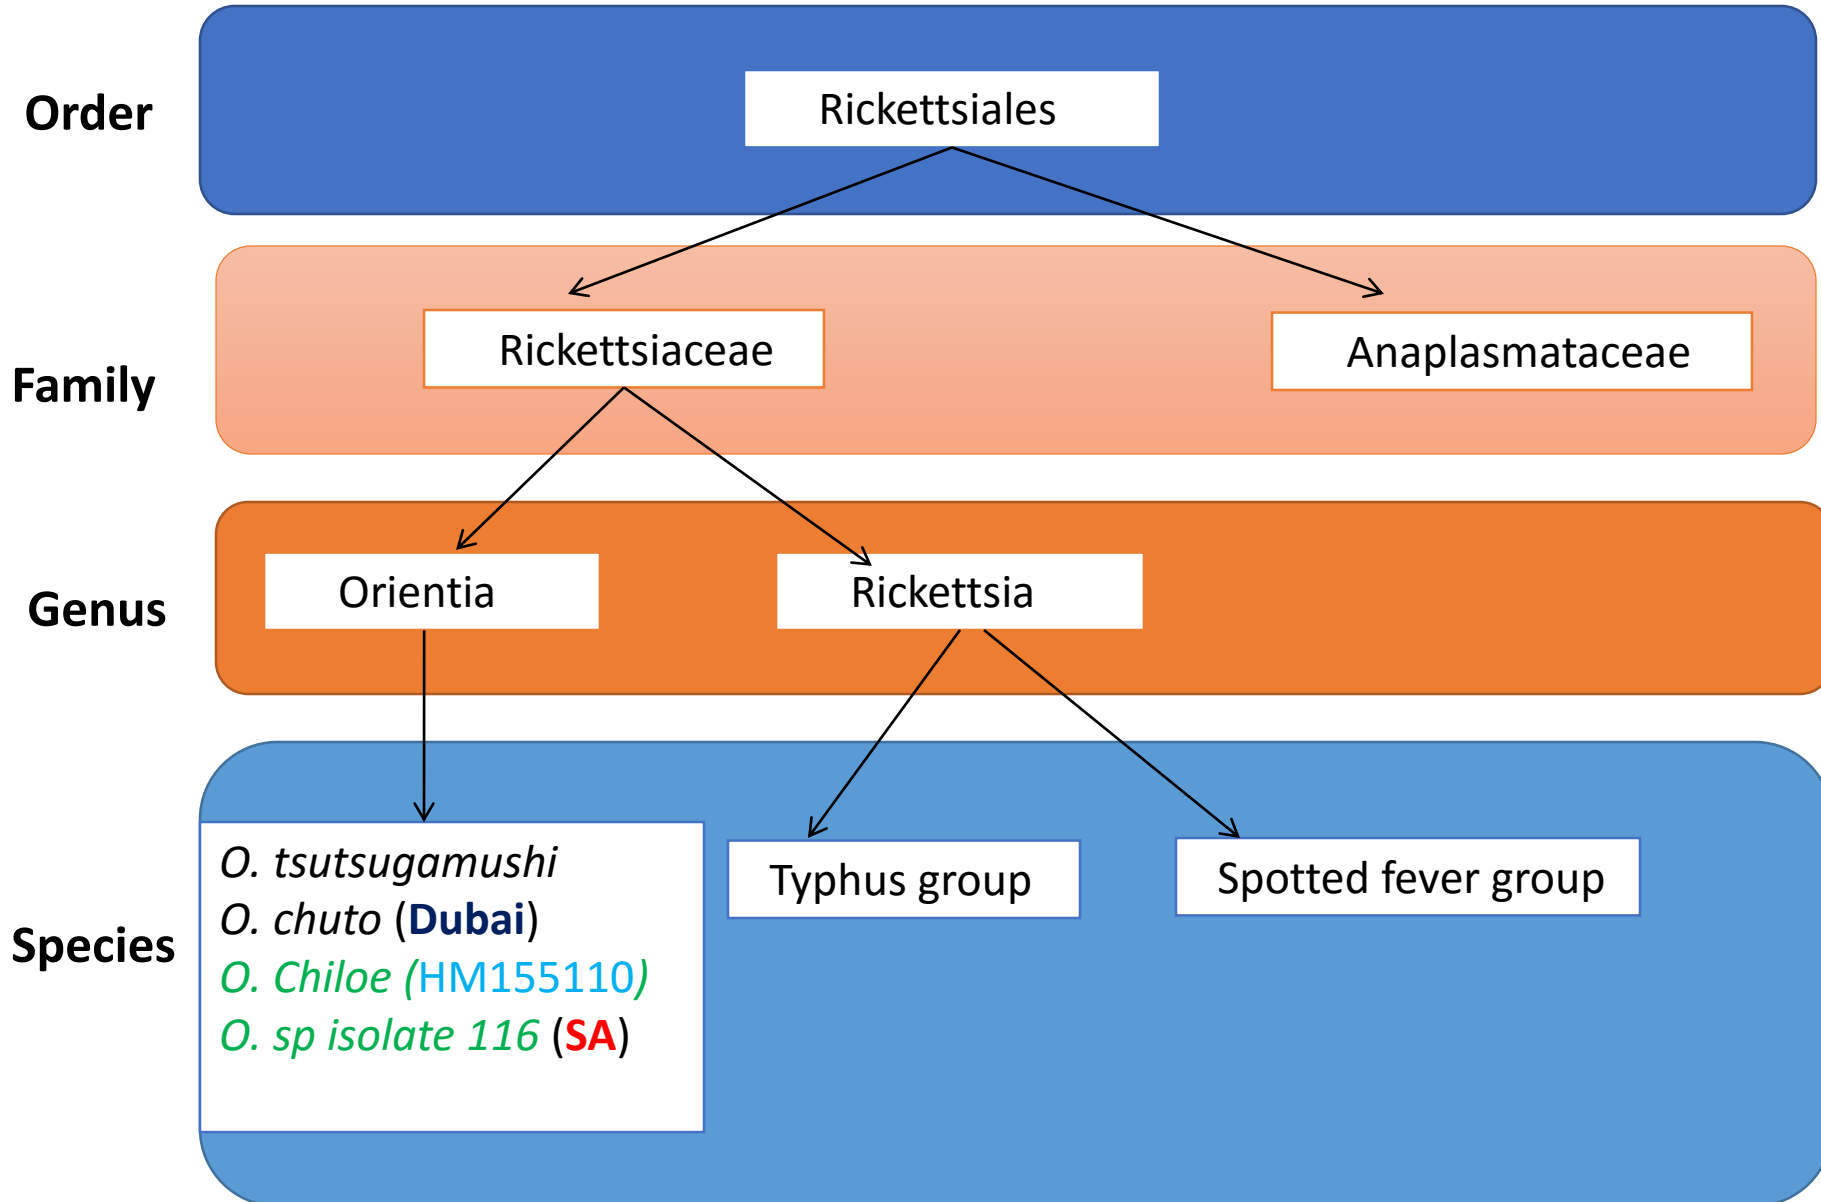 Order
Rickettsiales
Family
Rickettsiaceae
Anaplasmataceae
Genus
Orientia
Rickettsia
Species
O. tsutsugamushi
O. chuto (Dubai)
O. Chiloe (HM155110)
O. sp isolate 116 (SA)
Typhus group
Spotted fever group